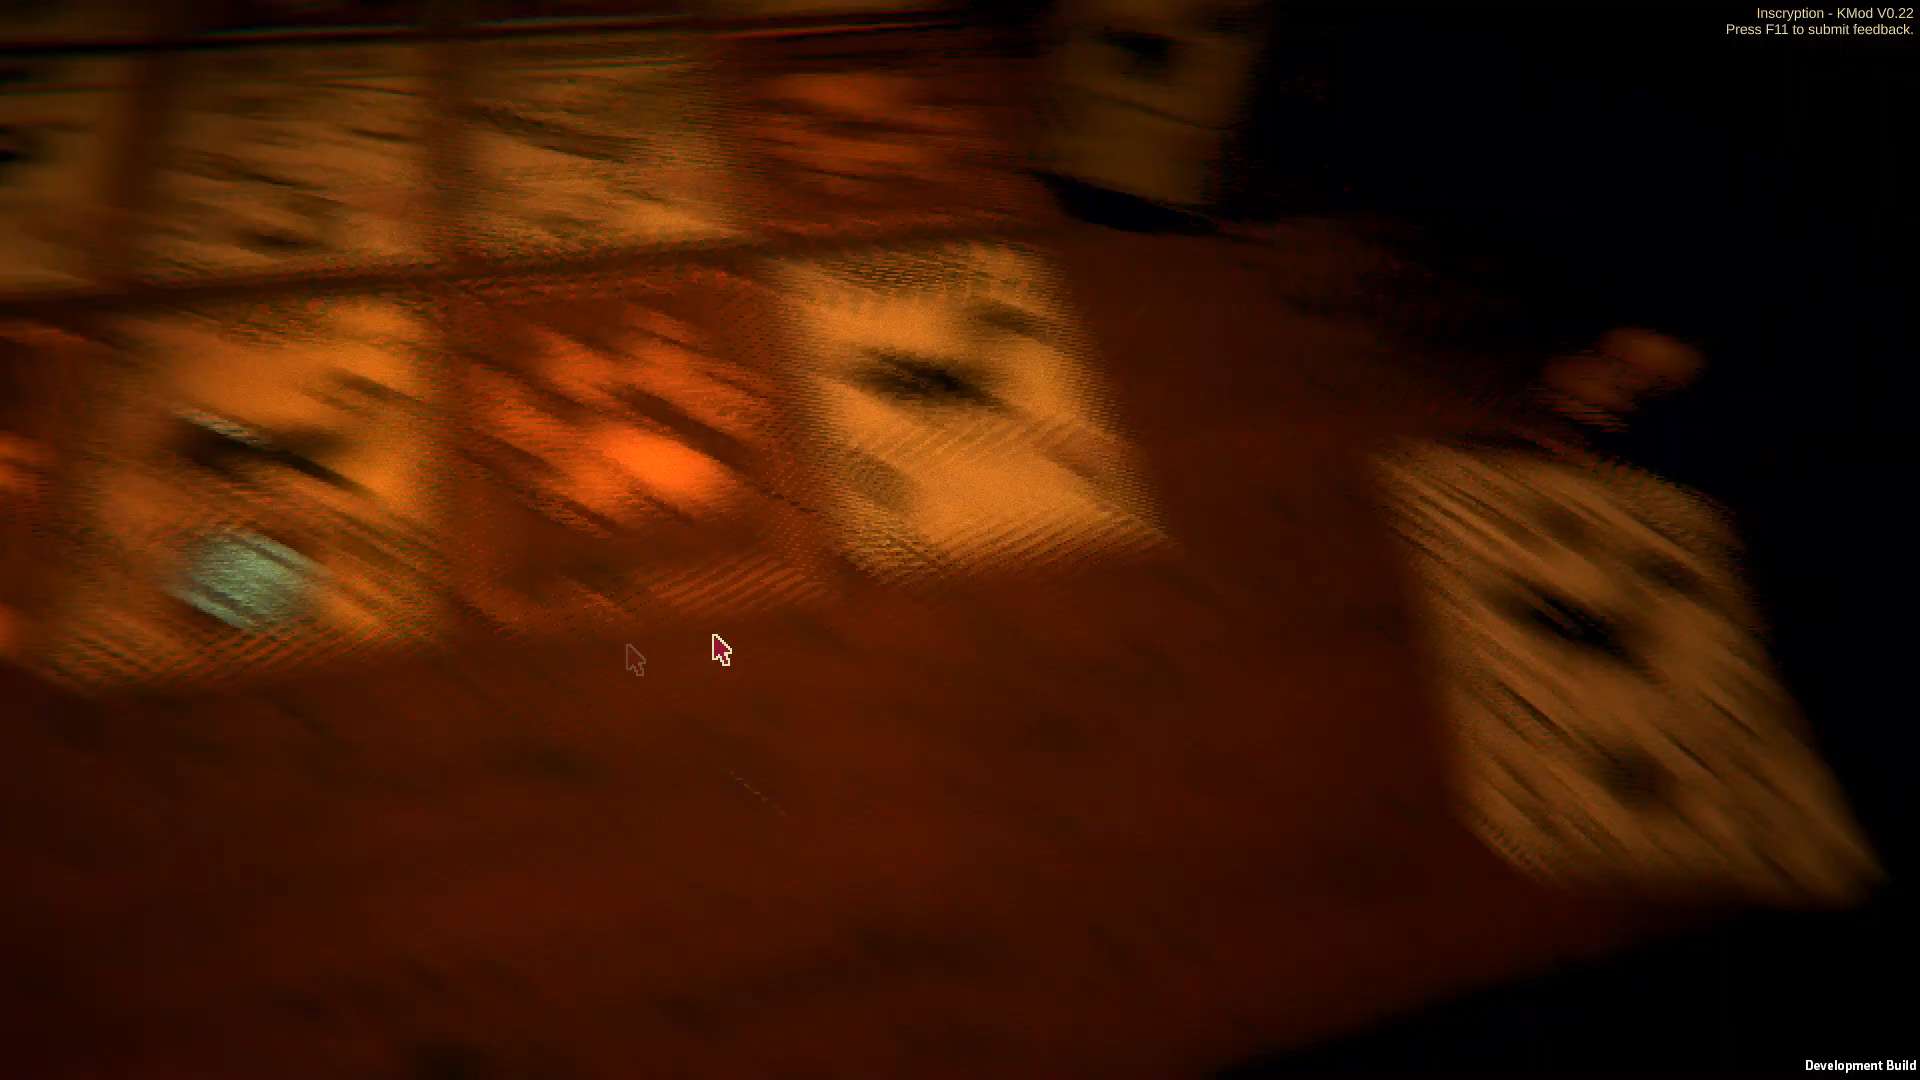 Inscryption - KMod V0.22
Press F11 to submit feedback.
Development Build